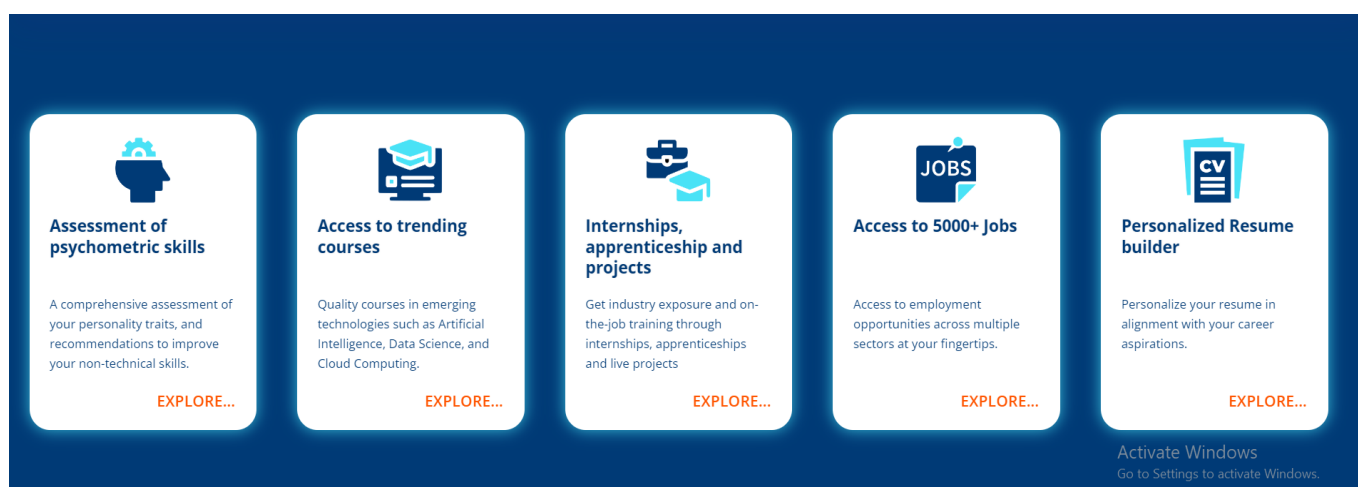 Assessment of
psychometric skills
A comprehensive assessment of
your personality traits, and
recommendations to improve
your non-technical skills.
EXPLORE...
Access to trending
courses
Quality courses in emerging
technologies such as Artificial
Intelligence, Data Science, and
Cloud Computing.
EXPLORE...
Internships,
apprenticeship and
projects
Get industry exposure and on-
the-job training through
internships, apprenticeships
and live projects
EXPLORE...
JOBS
Access to 5000+ Jobs
Access to employment
opportunities across multiple
sectors at your fingertips.
EXPLORE...
CV
Personalized Resume
builder
Personalize your resume in
alignment with your career
aspirations.
EXPLORE...
Activate Windows
Go to Settings to activate Windows.